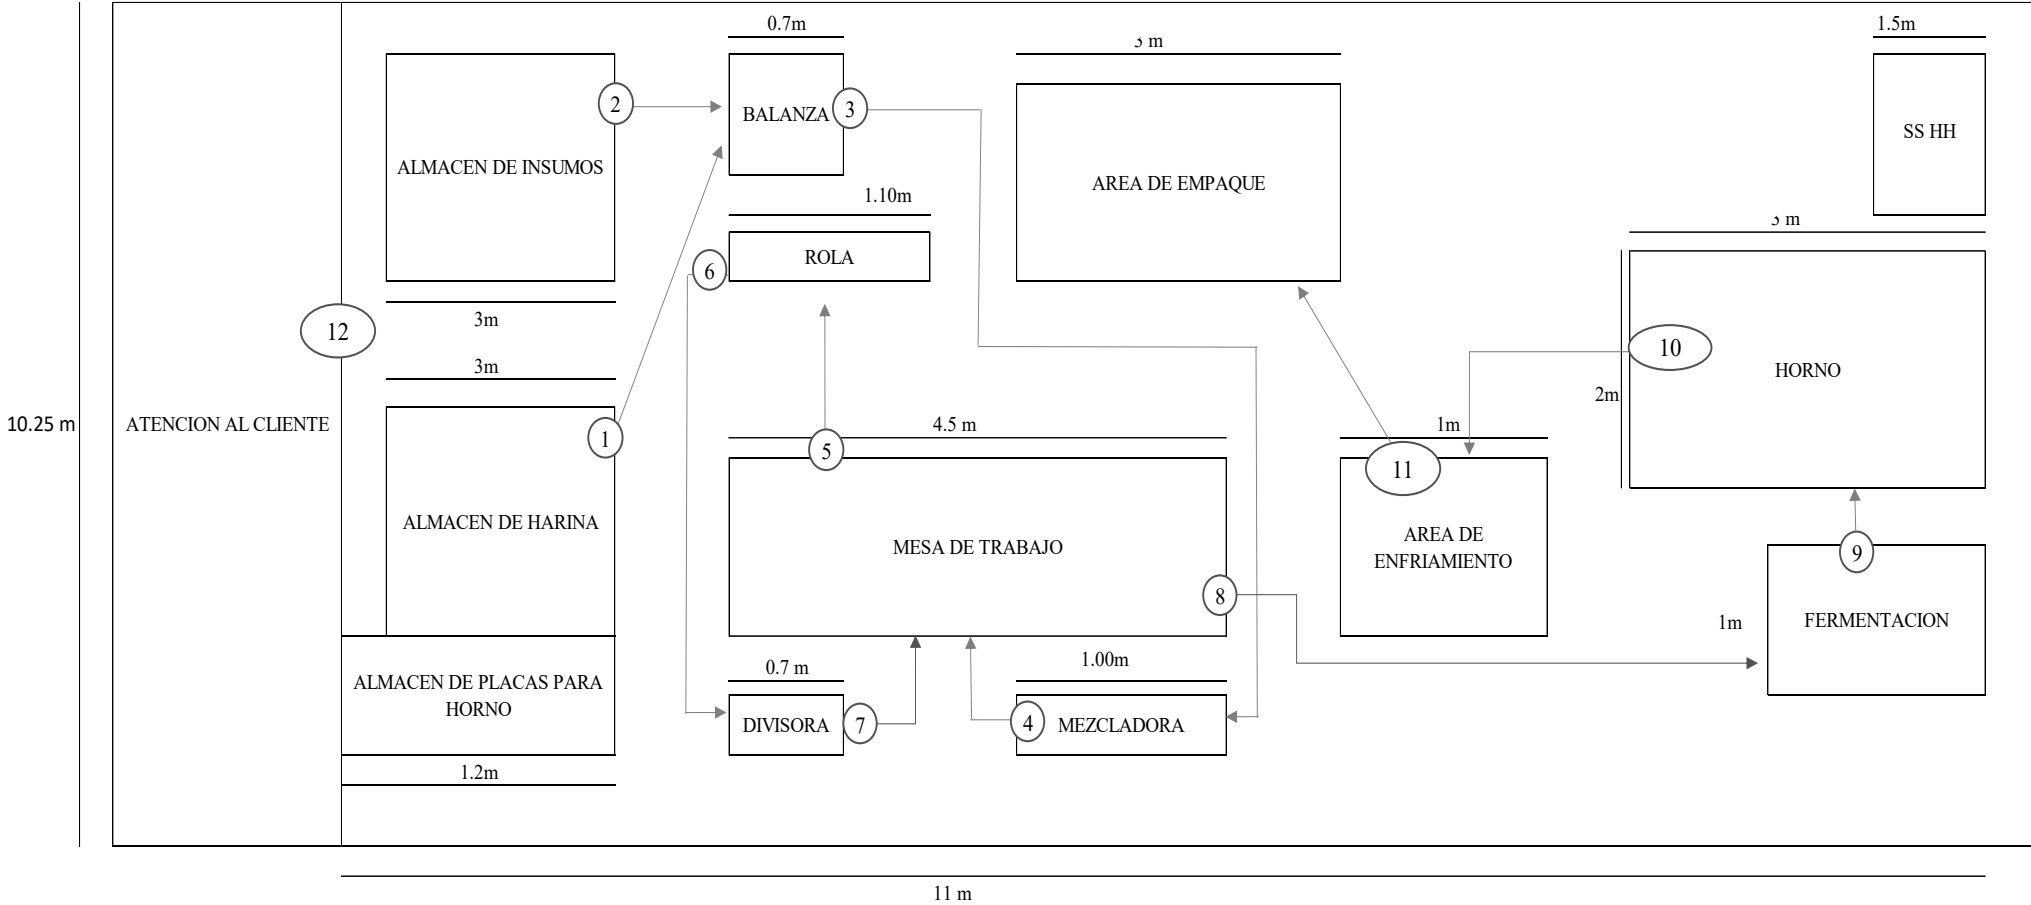 0.7m
3 m
1.5m
2
BALANZA
3
SS HH
ALMACEN DE INSUMOS
AREA DE EMPAQUE
1.10m
3 m
6
ROLA
12
3m
3m
10
HORNO
2m
10.25 m
ATENCION AL CLIENTE
1
4.5 m
1m
5
11
ALMACEN DE HARINA
MESA DE TRABAJO
AREA DE
ENFRIAMIENTO
9
8
1m
FERMENTACION
0.7 m
1.00m
ALMACEN DE PLACAS PARA
HORNO
DIVISORA
7
4
MEZCLADORA
1.2m
11 m